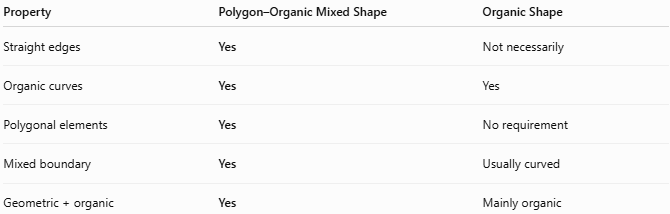 Property Polygon–Organic Mixed Shape Organic Shape
Straight edges Yes Not necessarily
Organic curves Yes Yes
Polygonal elements Yes No requirement
Mixed boundary Yes Usually curved
Geometric + organic Yes Mainly organic